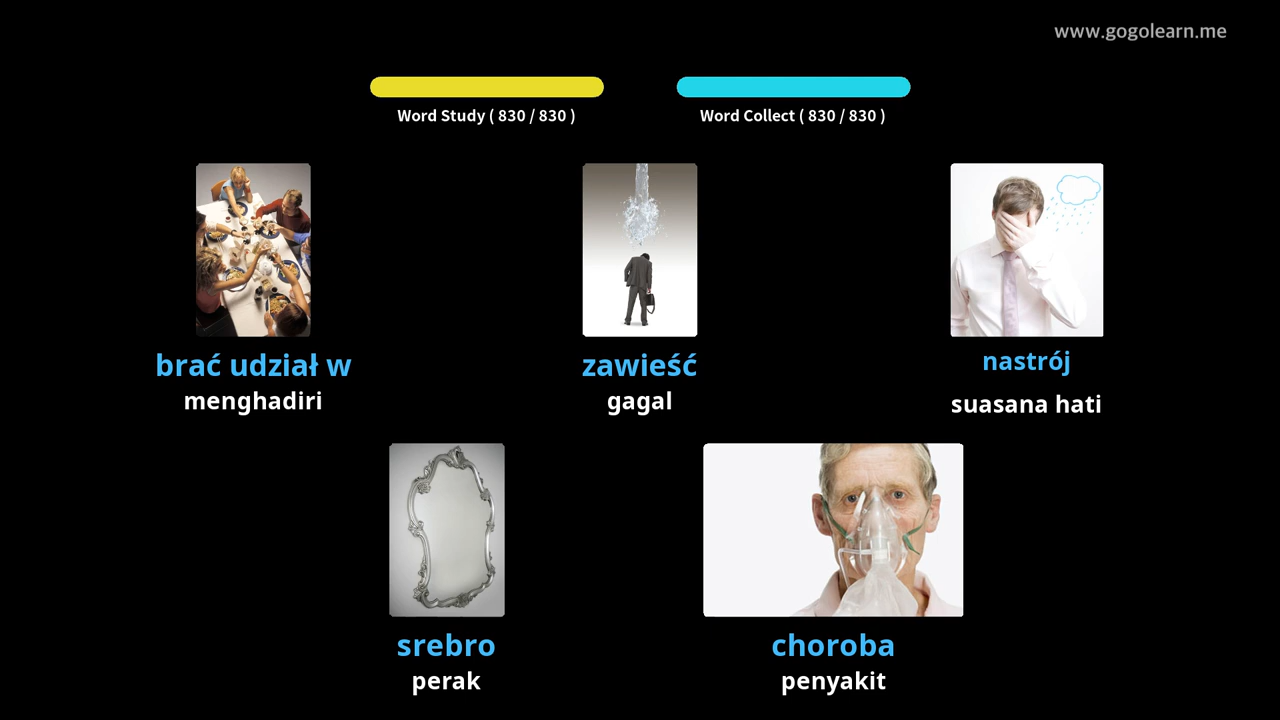 www.gogolearn.me
Word Study ( 830 / 830 )
Word Collect ( 830 / 830 )
brać udział w
menghadiri
zawieść
gagal
nastrój
suasana hati
srebro
perak
choroba
penyakit